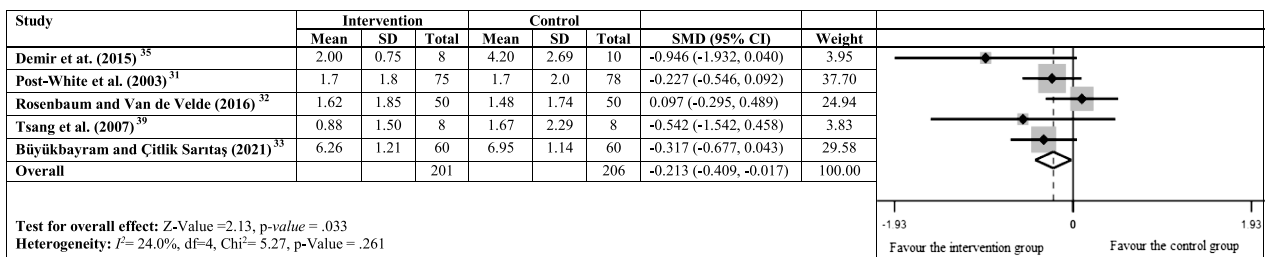 Study Intervention Control
Mean SD Total Mean SD Total SMD (95% CI) Weight
Demir et at. (2015) 35 2.00 0.75 8 4.20 2.69 10 -0.946 (-1.932, 0.040) 3.95
Post-White et al. (2003) 31 1.7 1.8 75 1.7 2.0 78 -0.227 (-0.546, 0.092) 37.70
Rosenbaum and Van de Velde (2016) 32 1.62 1.85 50 1.48 1.74 50 0.097 (-0.295, 0.489) 24.94
Tsang et al. (2007) 39 0.88 1.50 8 1.67 2.29 8 -0.542 (-1.542, 0.458) 3.83
Büyükbayram and Çitlik Sarıtaş (2021) 33 6.26 1.21 60 6.95 1.14 60 -0.317 (-0.677, 0.043) 29.58
Overall 201 206 -0.213 (-0.409, -0.017) 100.00
Test for overall effect: Z-Value =2.13, p-value = .033
Heterogeneity: I²= 24.0%, df=4, Chi²= 5.27, p-Value = .261
-1.93 0 1 93
Favour the intervention group Favour the control group